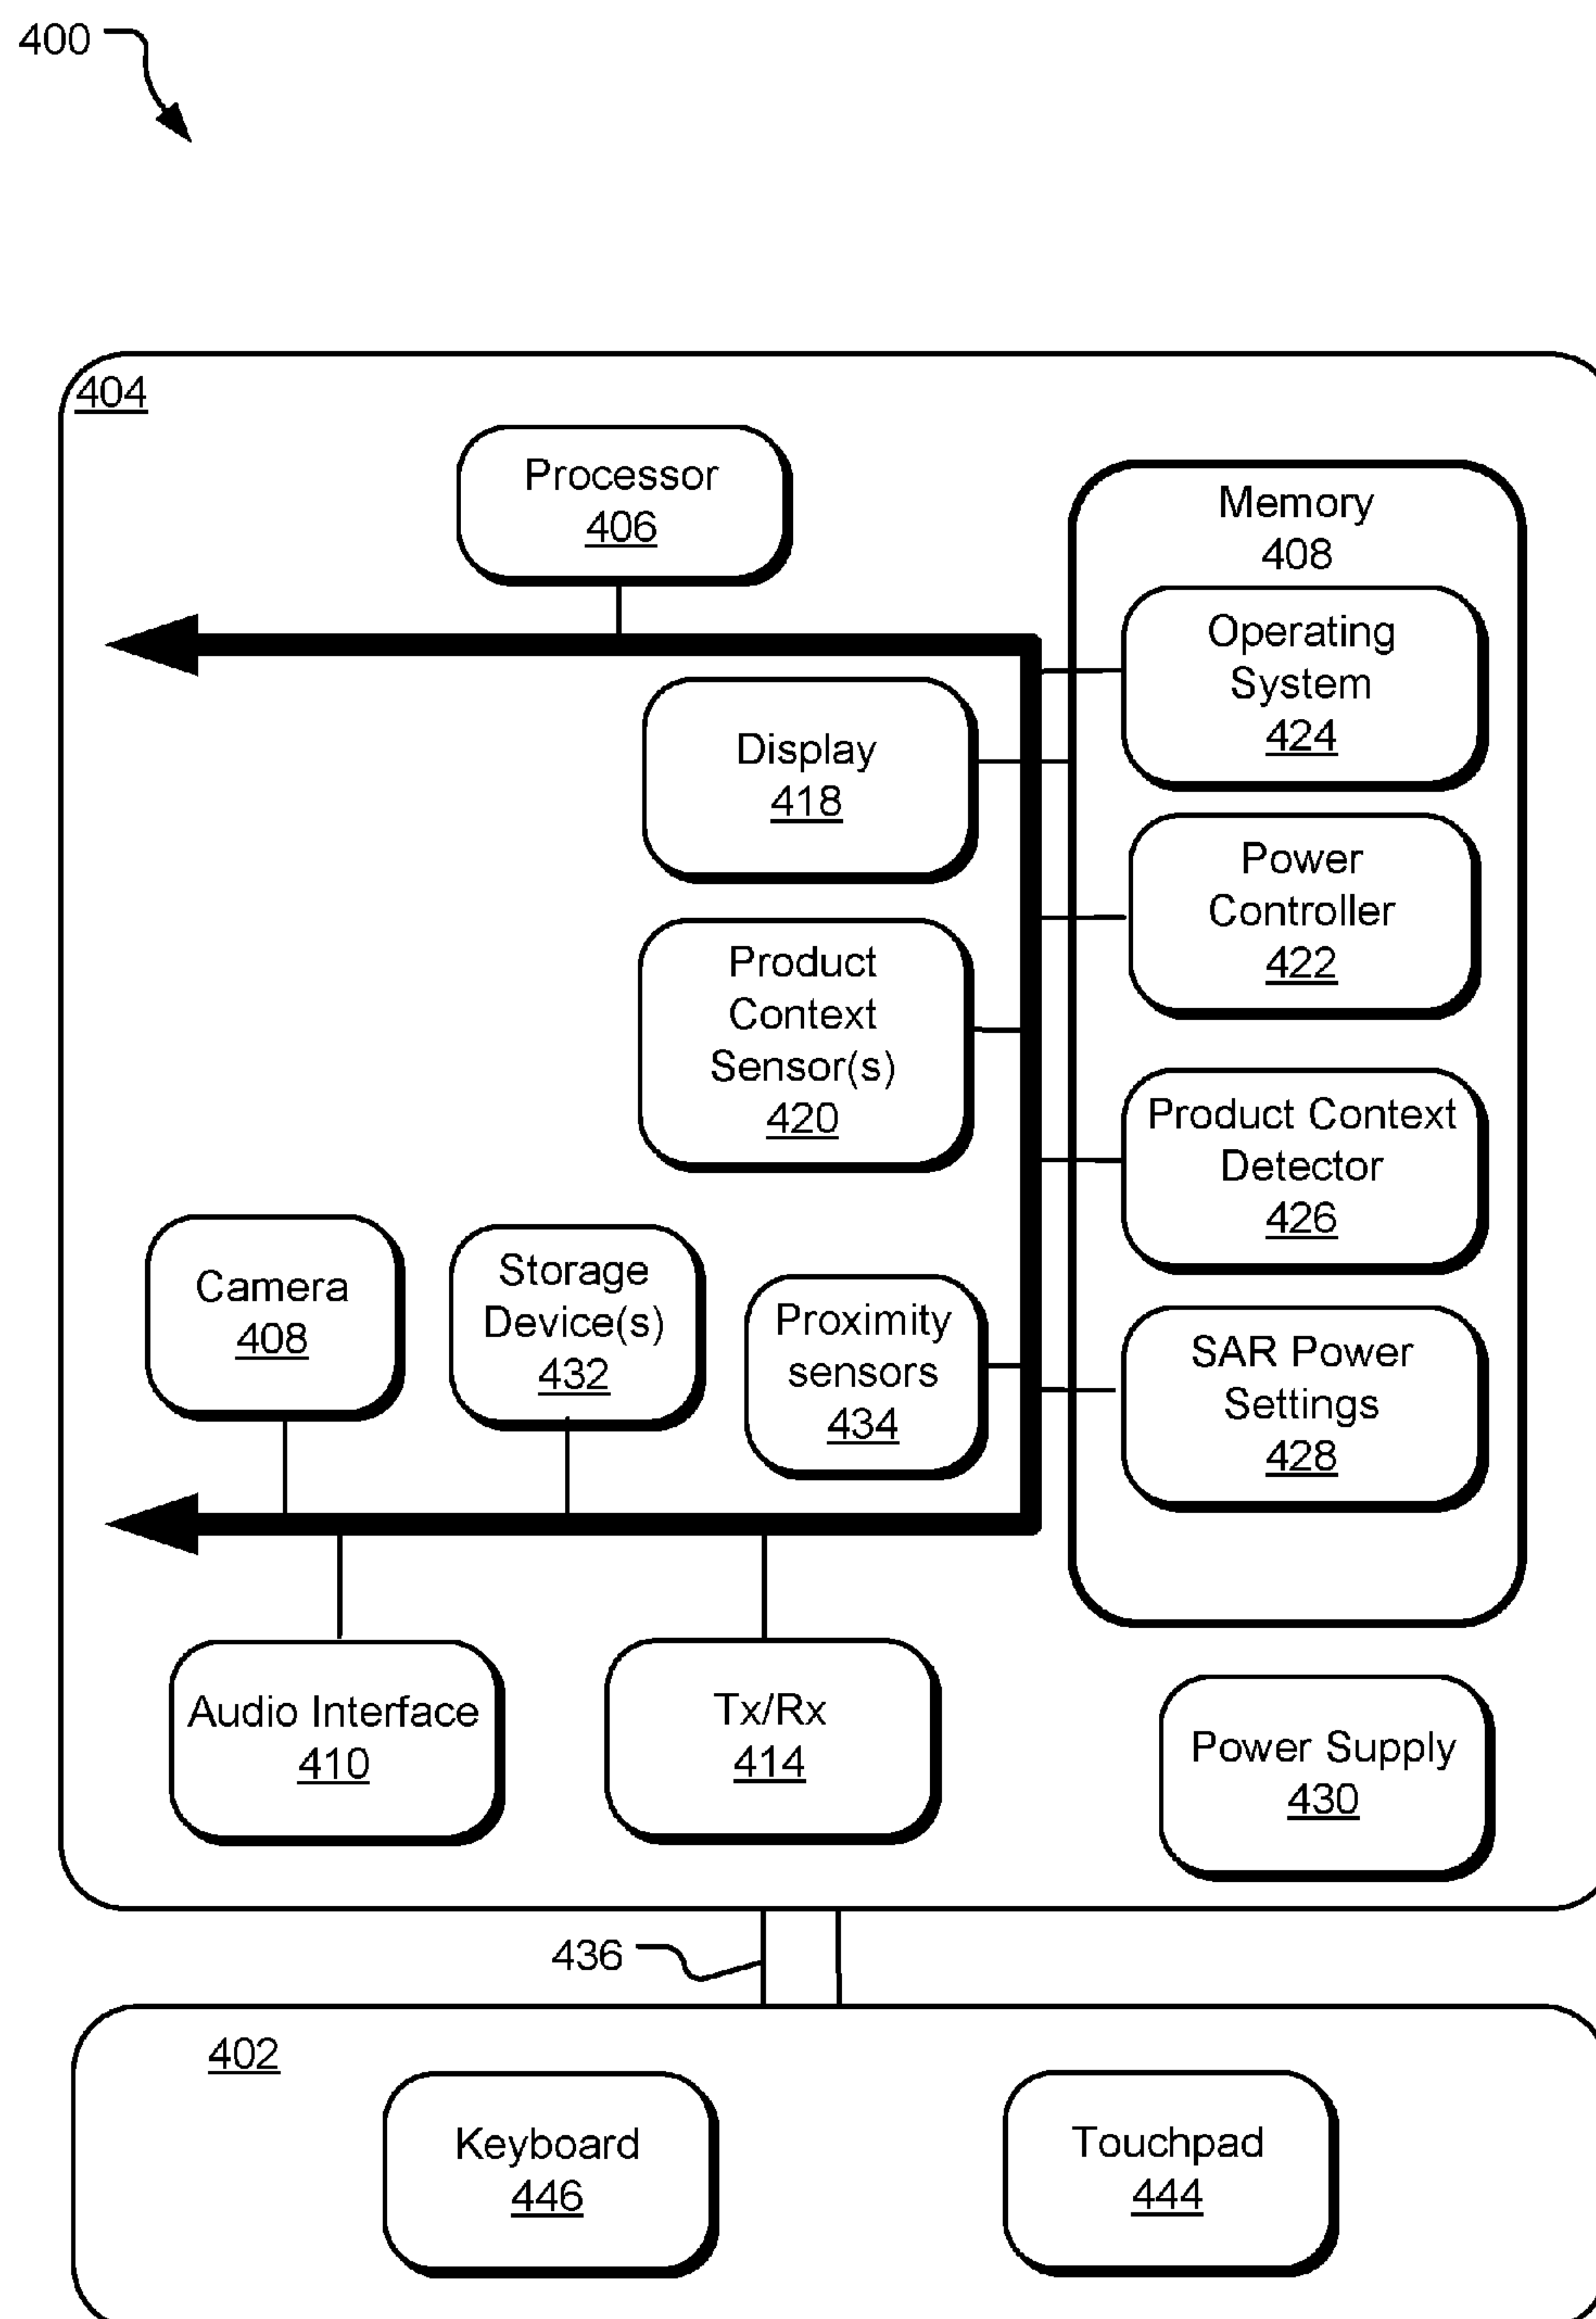 400
404
Processor
406
Memory
408
Operating
System
424
Display
418
Power
Controller
422
Product
Context
Sensor(s)
420
Product Context
Detector
426
Camera
408
Storage
Device(s)
432
Proximity
sensors
434
SAR Power
Settings
428
Audio Interface
410
Tx/Rx
414
Power Supply
430
436
402
Keyboard
446
Touchpad
444